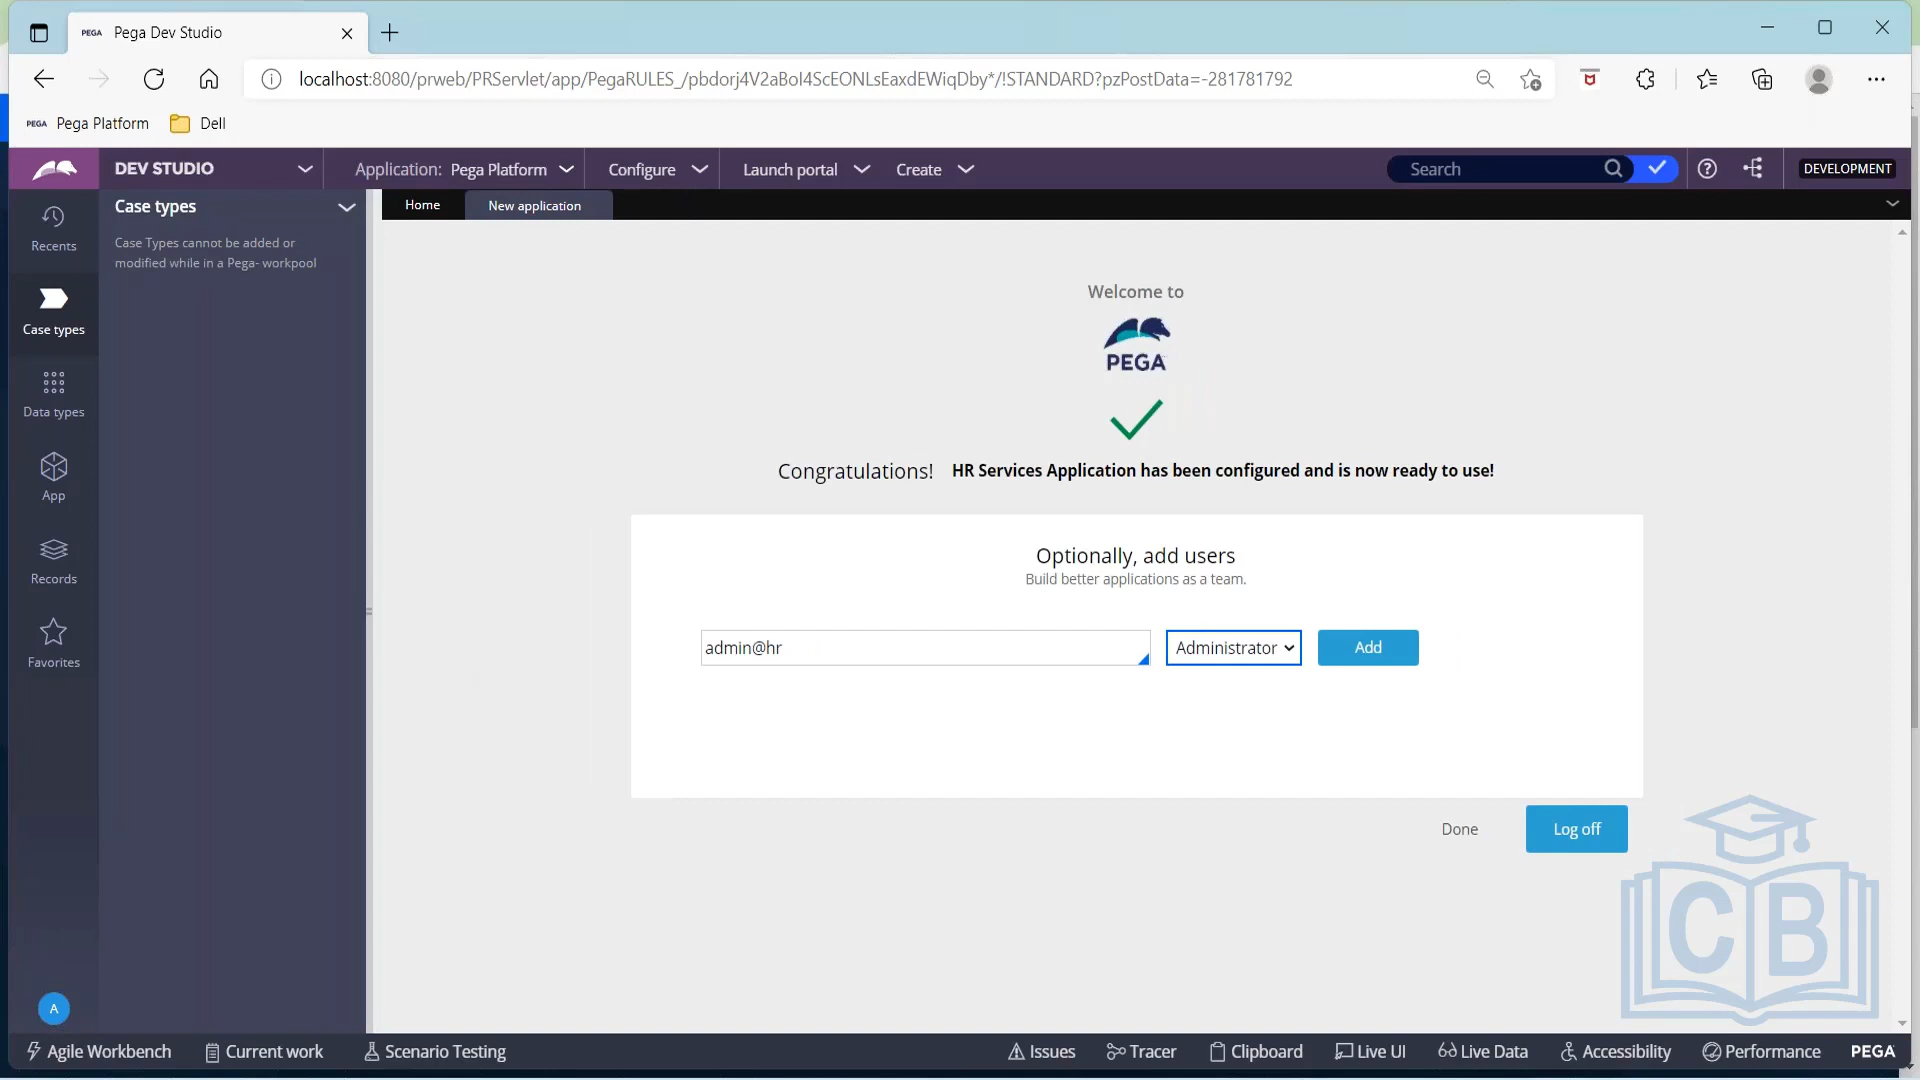 PEGA Pega Dev Studio
localhost:8080/prweb/PRServlet/app/PegaRULES_/pbdorj4V2aBoI4ScEONLsEaxdEWiqDby*/!STANDARD?pzPostData=-281781792
PEGA Pega Platform Dell
DEV STUDIO Application: Pega Platform Configure Launch portal Create Search DEVELOPMENT
Case types Home New application
Recents
Case Types cannot be added or
modified while in a Pega- workpool
Case types
Data types
App
Records
Favorites
A
Welcome to
PEGA
Congratulations! HR Services Application has been configured and is now ready to use!
Optionally, add users
Build better applications as a team.
admin@hr Administrator Add
Done Log off
CB
Agile Workbench Current work Scenario Testing Issues Tracer Clipboard Live UI Live Data Accessibility Performance PEGA